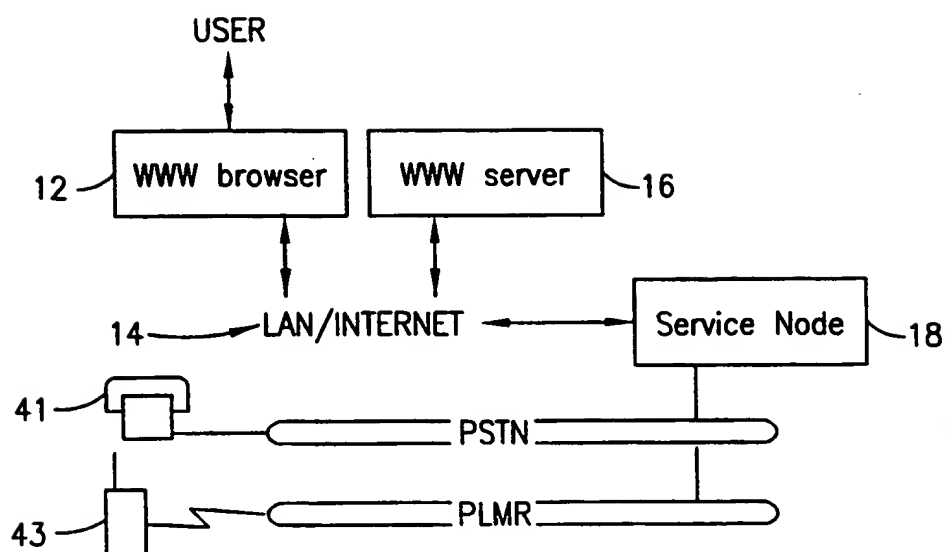 USER
WWW browser
12
WWW server
16
14
LAN/INTERNET
Service Node
18
41
PSTN
43
PLMR